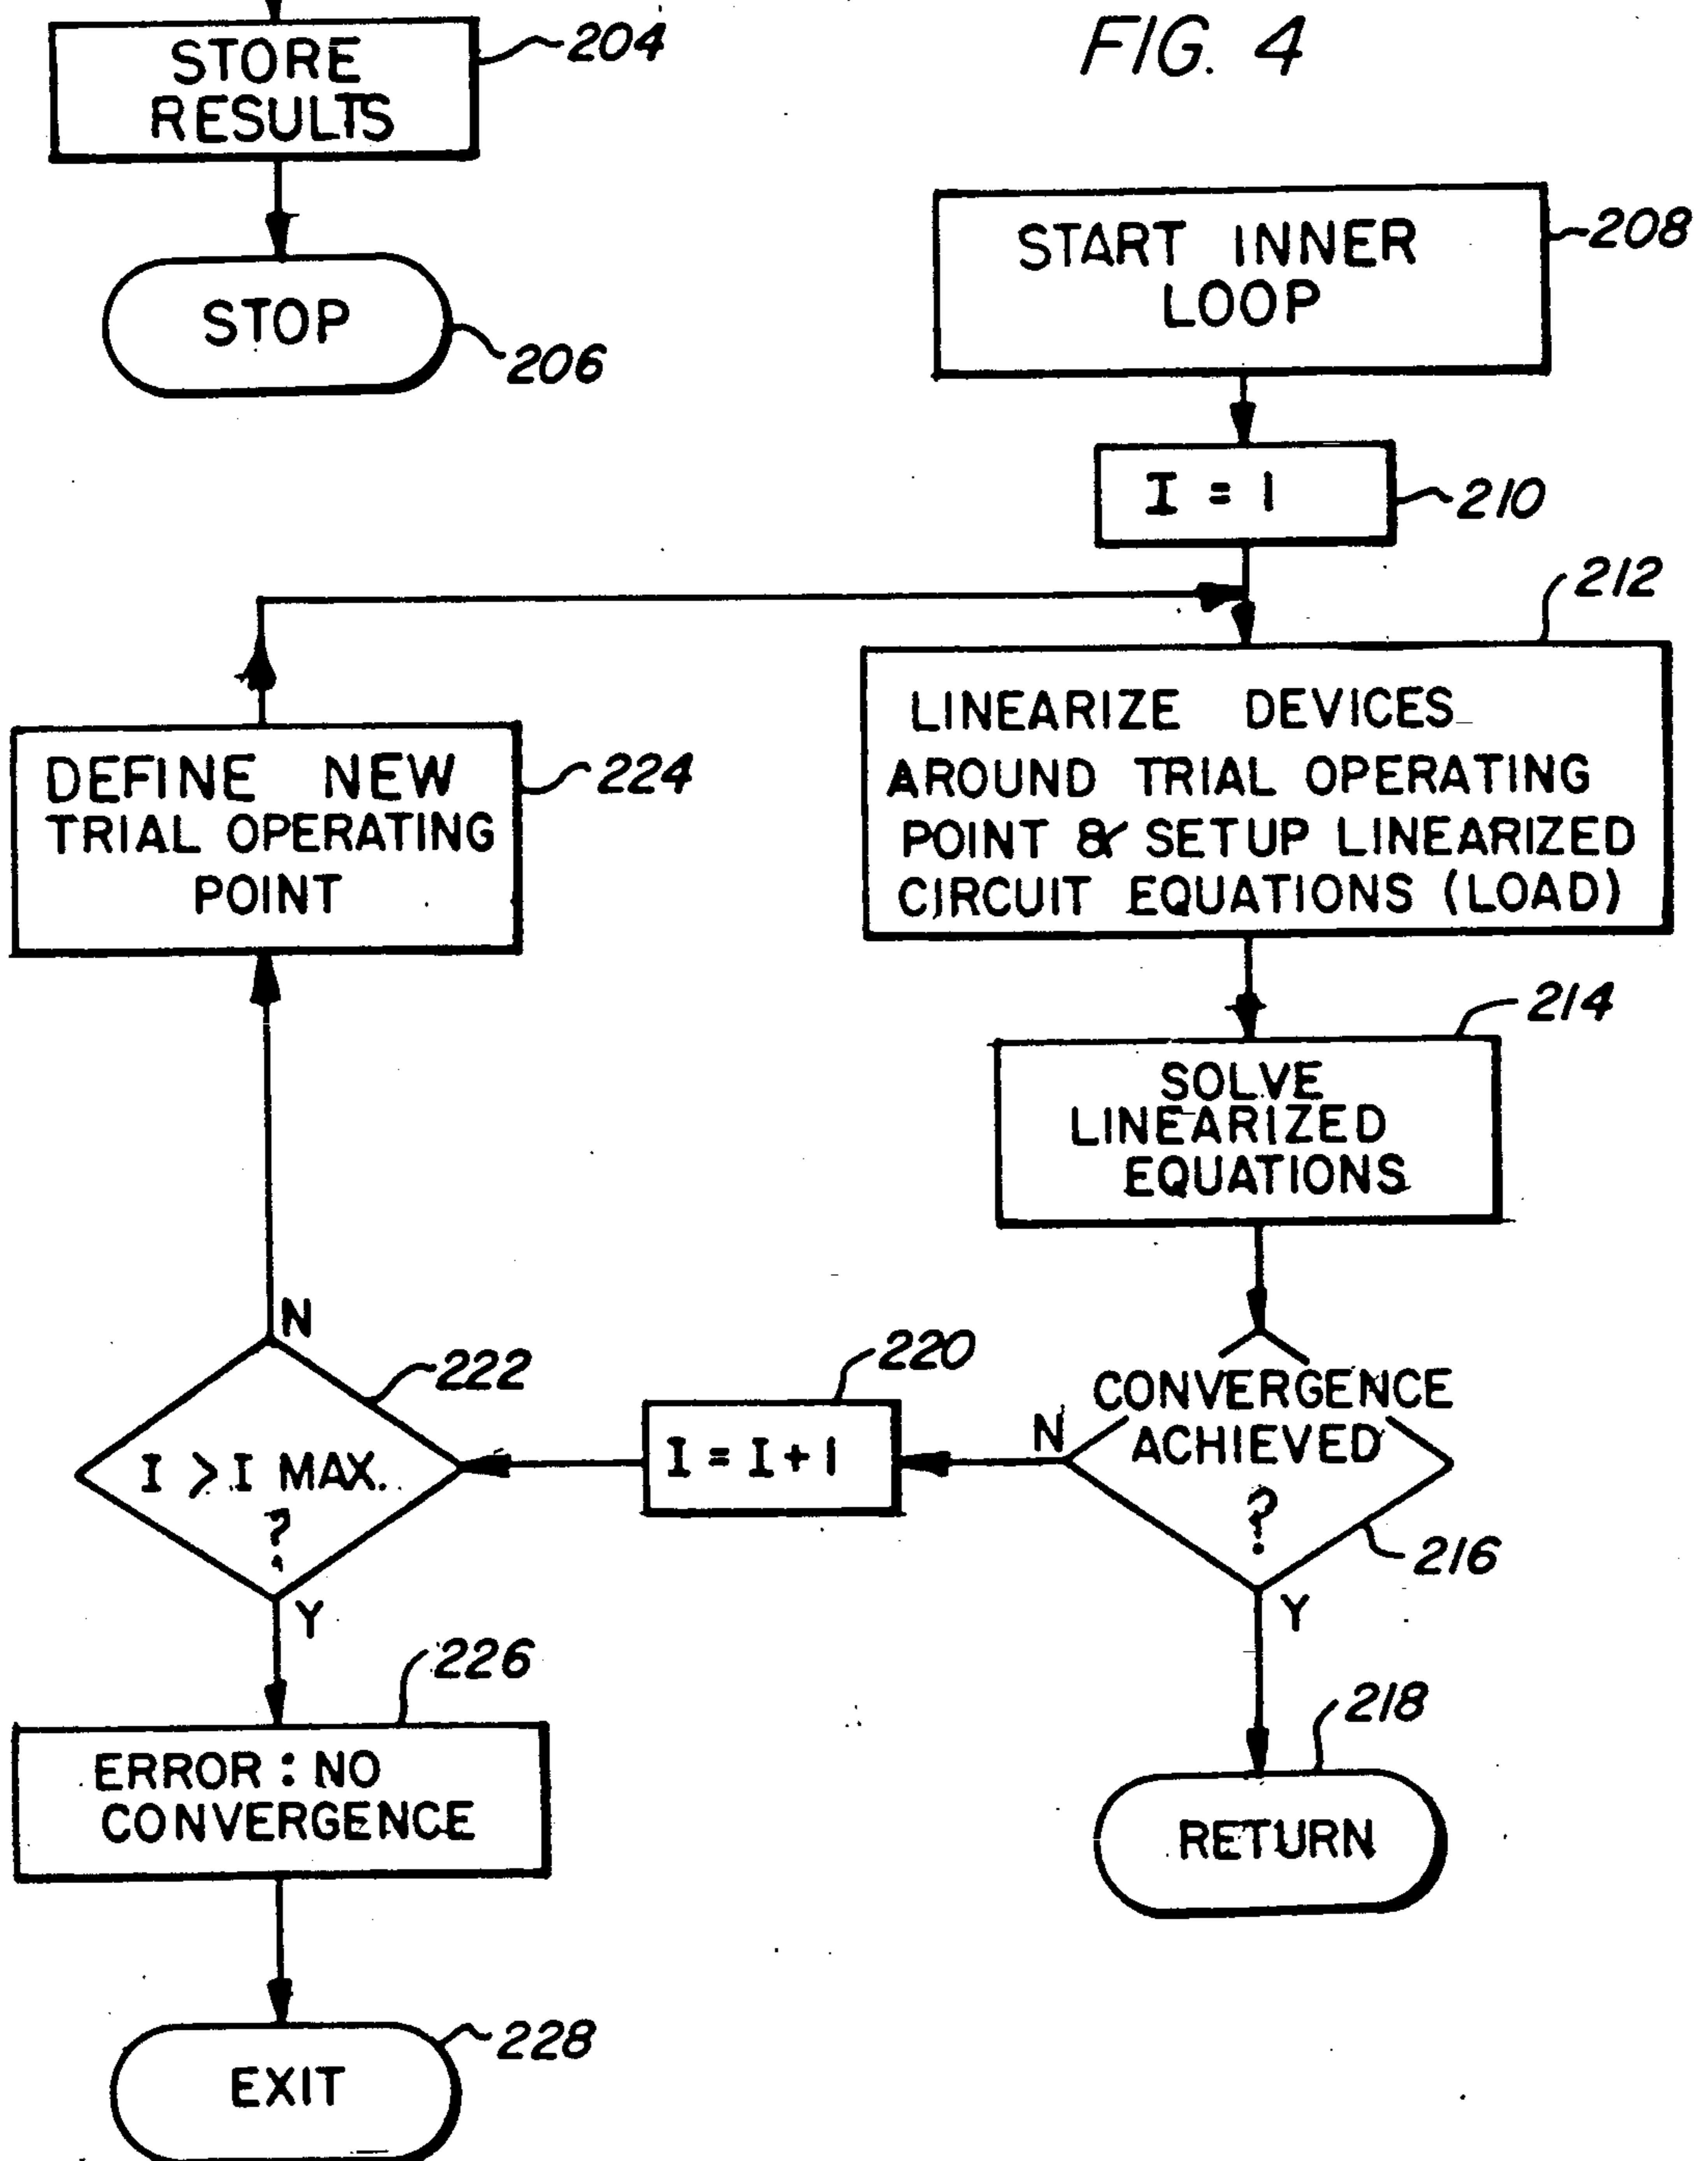 FIG. 4
STORE
RESULTS
204
STOP
206
START INNER
LOOP
208
I = 1
210
212
LINEARIZE DEVICES
AROUND TRIAL OPERATING
POINT & SETUP LINEARIZED
CIRCUIT EQUATIONS (LOAD)
DEFINE NEW
TRIAL OPERATING
POINT
224
214
SOLVE
LINEARIZED
EQUATIONS
N
222
I > I MAX.
?
Y
220
I = I + 1
N
CONVERGENCE
ACHIEVED
?
216
Y
226
ERROR : NO
CONVERGENCE
218
RETURN
EXIT
228